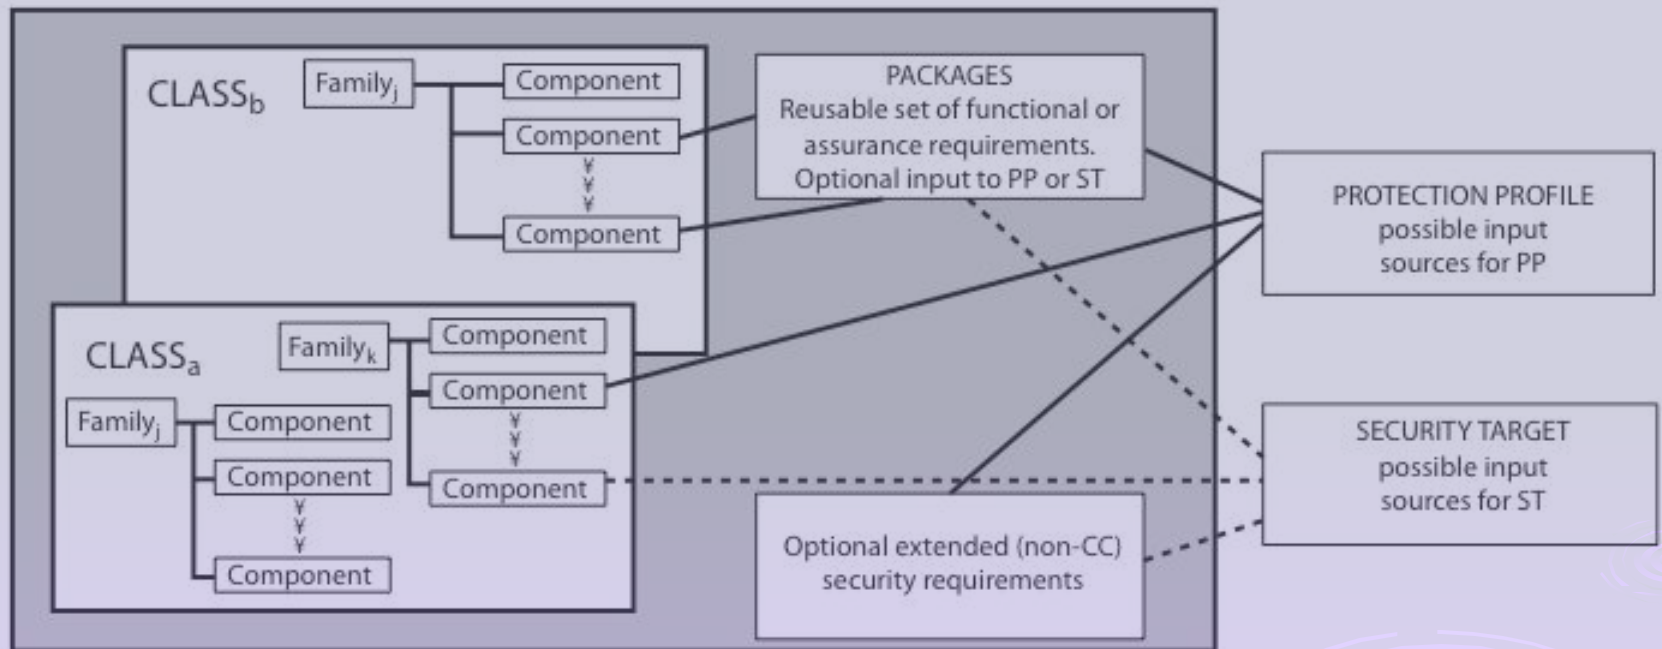 CLASSb
Familyj
Component
Component
¥
¥
¥
Component
CLASSa
Familyk
Component
Component
¥
¥
¥
Component
Familyj
Component
Component
¥
¥
¥
Component
PACKAGES
Reusable set of functional or
assurance requirements.
Optional input to PP or ST
Optional extended (non-CC)
security requirements
PROTECTION PROFILE
possible input
sources for PP
SECURITY TARGET
possible input
sources for ST